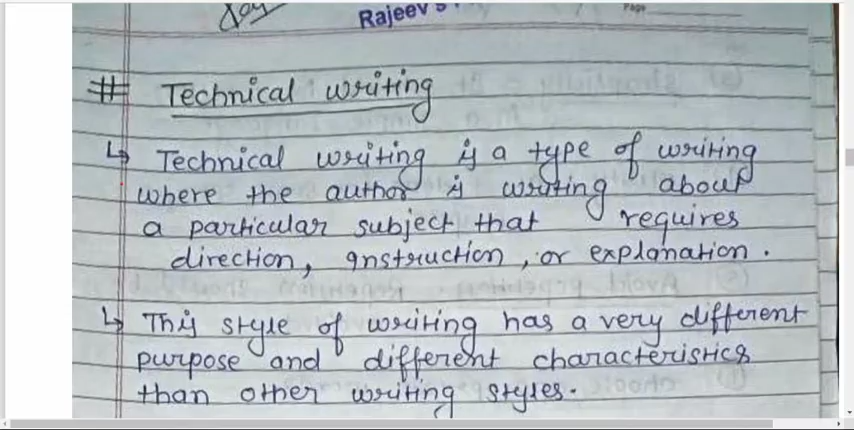 Rajeev
Page
# Technical writing
↳ Technical writing is a type of writing
where the author is writing about
a particular subject that requires
direction, instruction, or explanation.
↳ This style of writing has a very different
purpose and different characteristics
than other writing styles.